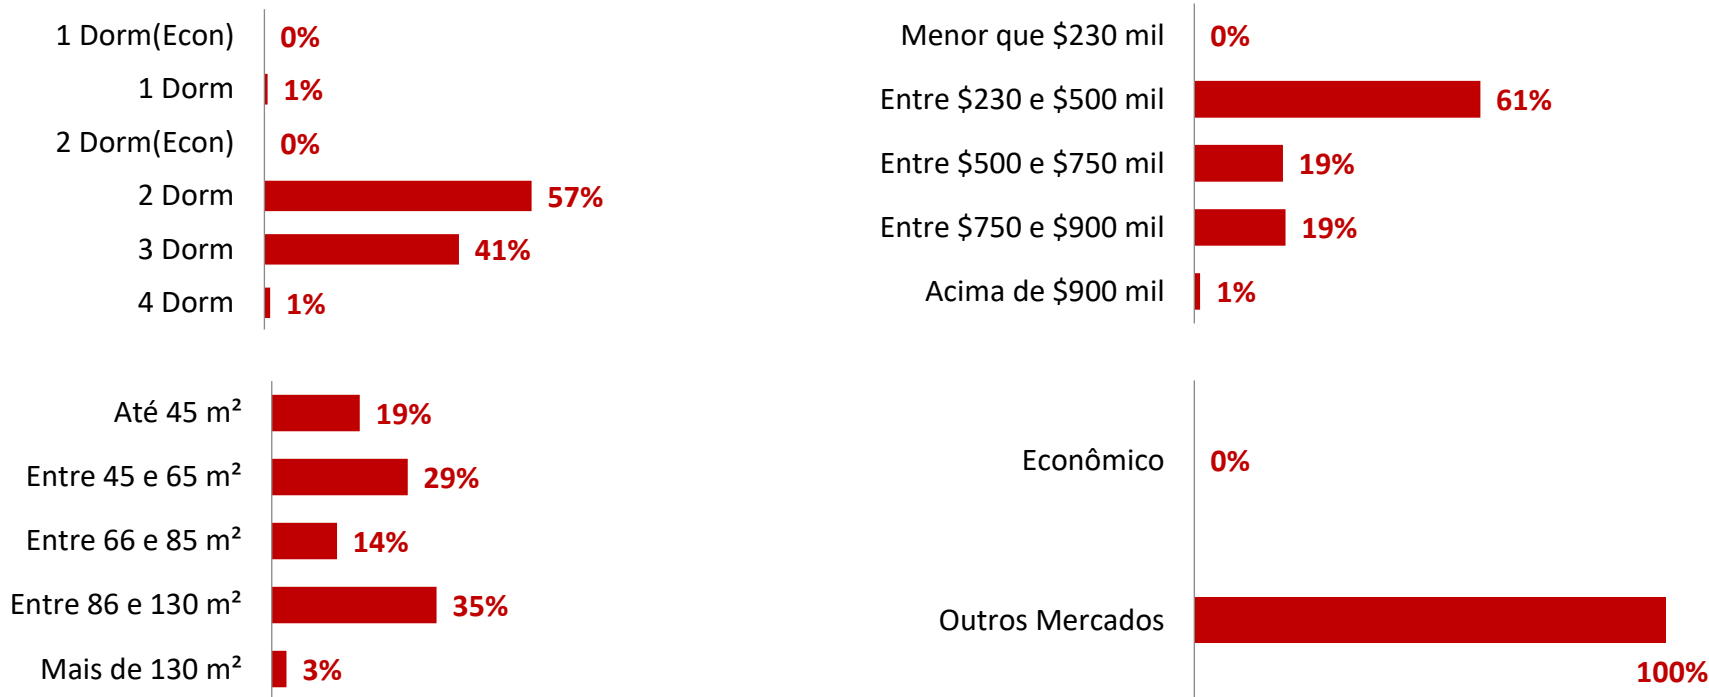 1 Dorm(Econ) 0%
1 Dorm 1%
2 Dorm(Econ) 0%
2 Dorm 57%
3 Dorm 41%
4 Dorm 1%
Menor que $230 mil 0%
Entre $230 e $500 mil 61%
Entre $500 e $750 mil 19%
Entre $750 e $900 mil 19%
Acima de $900 mil 1%
Até 45 m² 19%
Entre 45 e 65 m² 29%
Entre 66 e 85 m² 14%
Entre 86 e 130 m² 35%
Mais de 130 m² 3%
Econômico 0%
Outros Mercados
100%